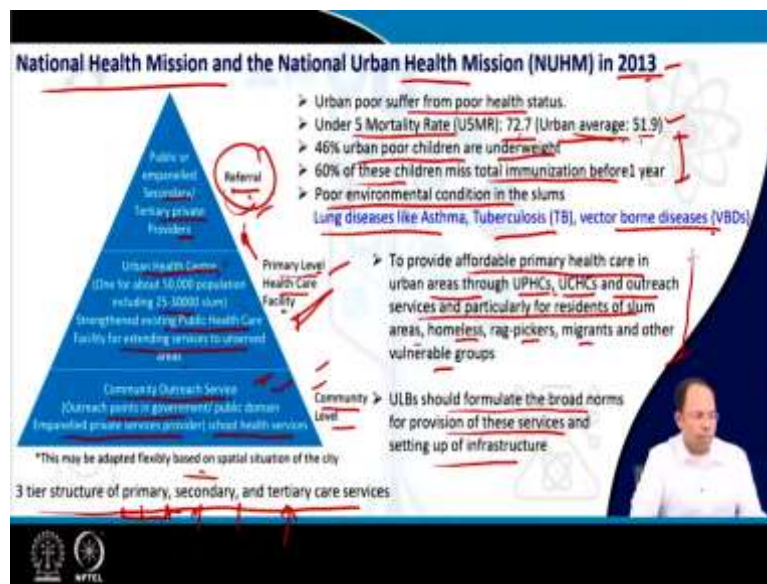 National Health Mission and the National Urban Health Mission (NUHM) in 2013
Public or
empanelled
Secondary/
Tertiary private
Providers
Referral
Urban Health Centre
(One for about 50,000 population
including 25-30000 slum)
Strengthened existing Public Health Care
Facility for extending services to unserved
areas
Primary Level
Health Care
Facility
Community Outreach Service
(Outreach points in government/ public domain
Empanelled private services provider) school health services
Community
Level
*This may be adapted flexibly based on spatial situation of the city
3 tier structure of primary, secondary, and tertiary care services
➢ Urban poor suffer from poor health status.
➢ Under 5 Mortality Rate (U5MR): 72.7 (Urban average: 51.9)
➢ 46% urban poor children are underweight
➢ 60% of these children miss total immunization before1 year
➢ Poor environmental condition in the slums
Lung diseases like Asthma, Tuberculosis (TB), vector borne diseases (VBDs)
➢ To provide affordable primary health care in
urban areas through UPHCs, UCHCs and outreach
services and particularly for residents of slum
areas, homeless, rag-pickers, migrants and other
vulnerable groups
➢ ULBs should formulate the broad norms
for provision of these services and
setting up of infrastructure
NPTEL